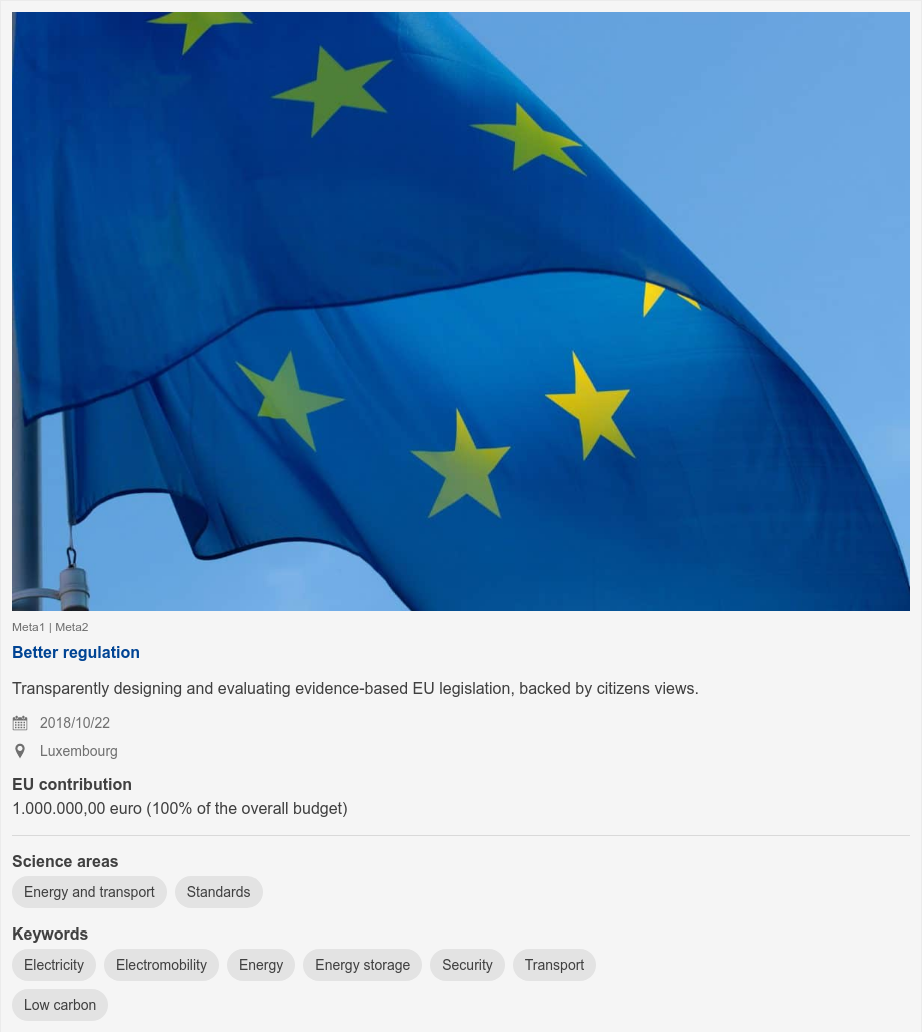 Meta1 | Meta2
Better regulation
Transparently designing and evaluating evidence-based EU legislation, backed by citizens views.
2018/10/22
Luxembourg
EU contribution
1.000.000,00 euro (100% of the overall budget)
Science areas
Energy and transport Standards
Keywords
Electricity Electromobility Energy Energy storage Security Transport
Low carbon